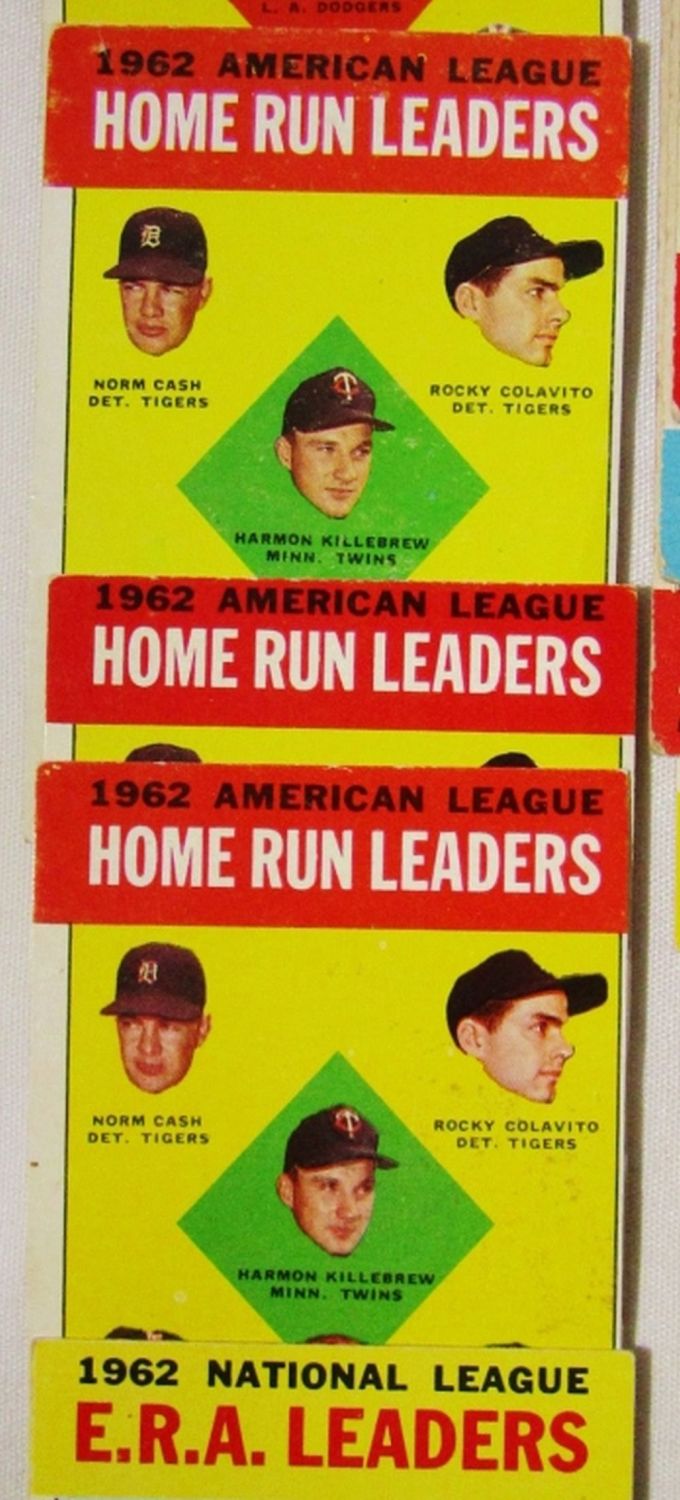 L. A. DODGERS
1962 AMERICAN LEAGUE
HOME RUN LEADERS
NORM CASH
DET. TIGERS
ROCKY COLAVITO
DET. TIGERS
HARMON KILLEBREW
MINN. TWINS
1962 AMERICAN LEAGUE
HOME RUN LEADERS
1962 AMERICAN LEAGUE
HOME RUN LEADERS
NORM CASH
DET. TIGERS
ROCKY COLAVITO
DET. TIGERS
HARMON KILLEBREW
MINN. TWINS
1962 NATIONAL LEAGUE
E.R.A. LEADERS